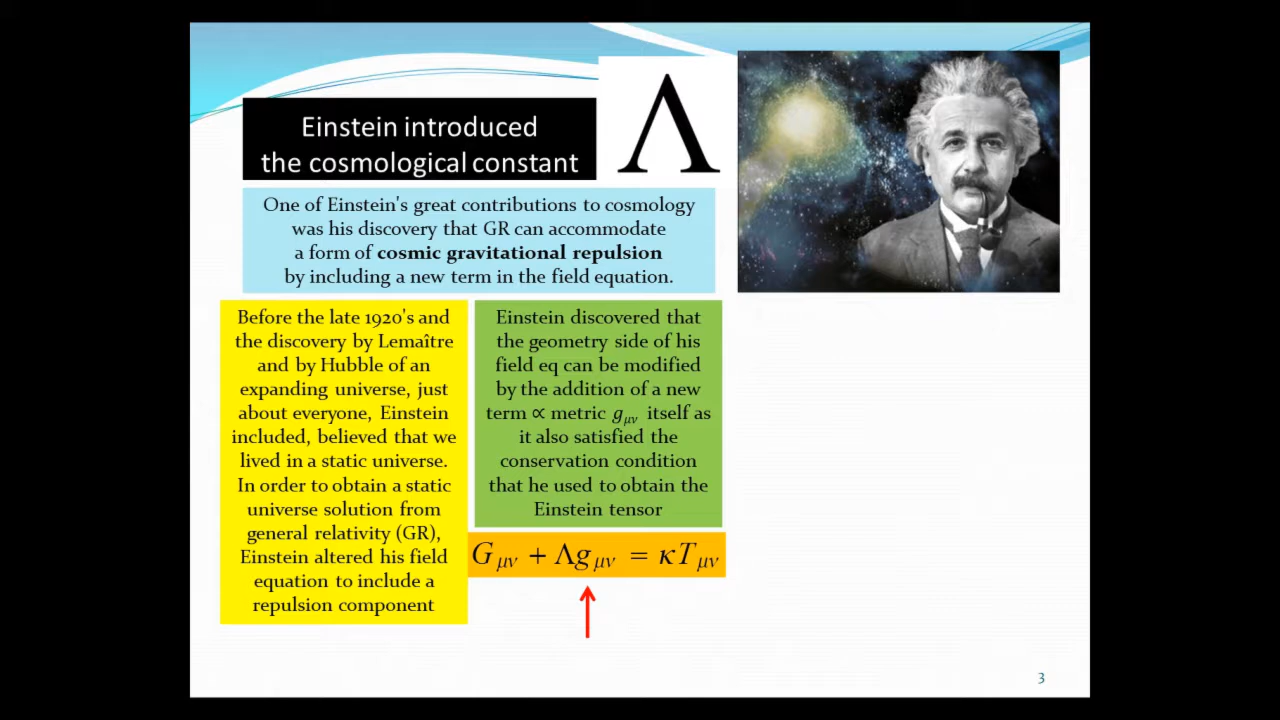 Einstein introduced
the cosmological constant
Λ
One of Einstein's great contributions to cosmology
was his discovery that GR can accommodate
a form of cosmic gravitational repulsion
by including a new term in the field equation.
Before the late 1920's and
the discovery by Lemaître
and by Hubble of an
expanding universe, just
about everyone, Einstein
included, believed that we
lived in a static universe.
In order to obtain a static
universe solution from
general relativity (GR),
Einstein altered his field
equation to include a
repulsion component
Einstein discovered that
the geometry side of his
field eq can be modified
by the addition of a new
term ∝ metric gμν itself as
it also satisfied the
conservation condition
that he used to obtain the
Einstein tensor
Gμν + Λgμν = κTμν
3